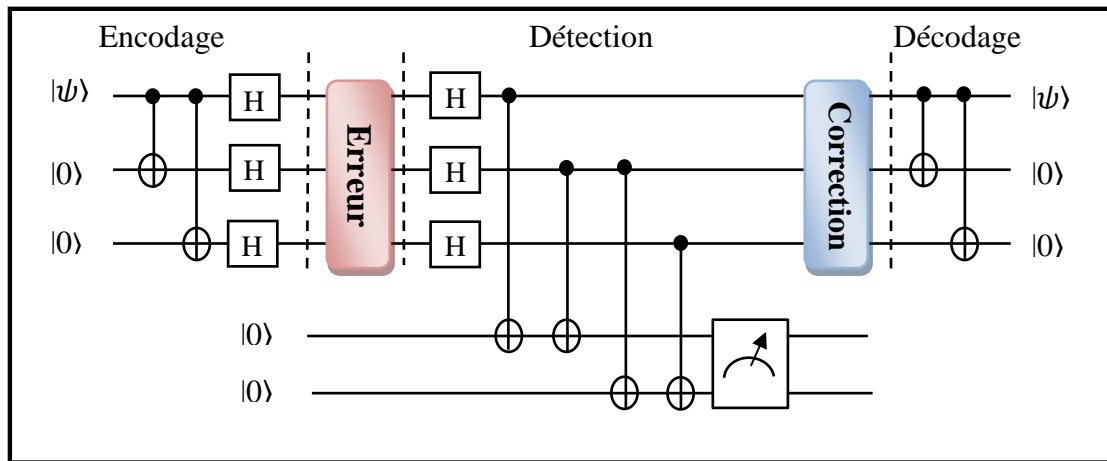 Encodage Détection Décodage
|ψ⟩ H H |ψ⟩
|0⟩ H H |0⟩
|0⟩ H H |0⟩
Erreur
Correction
|0⟩
|0⟩